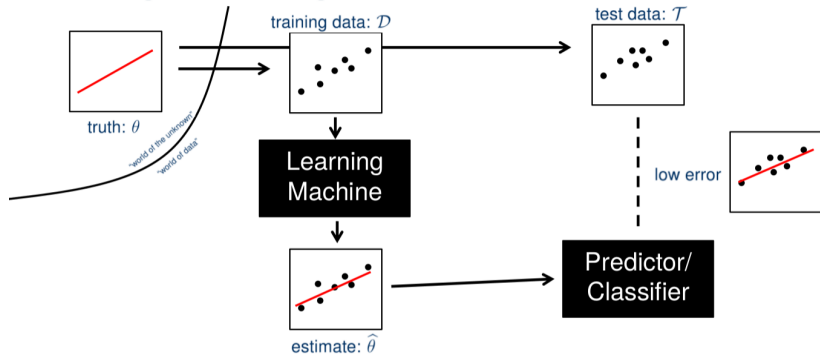 training data: 𝒟
test data: 𝒯
truth: θ
"world of the unknown"
"world of data"
Learning
Machine
low error
Predictor/
Classifier
estimate: θ̂